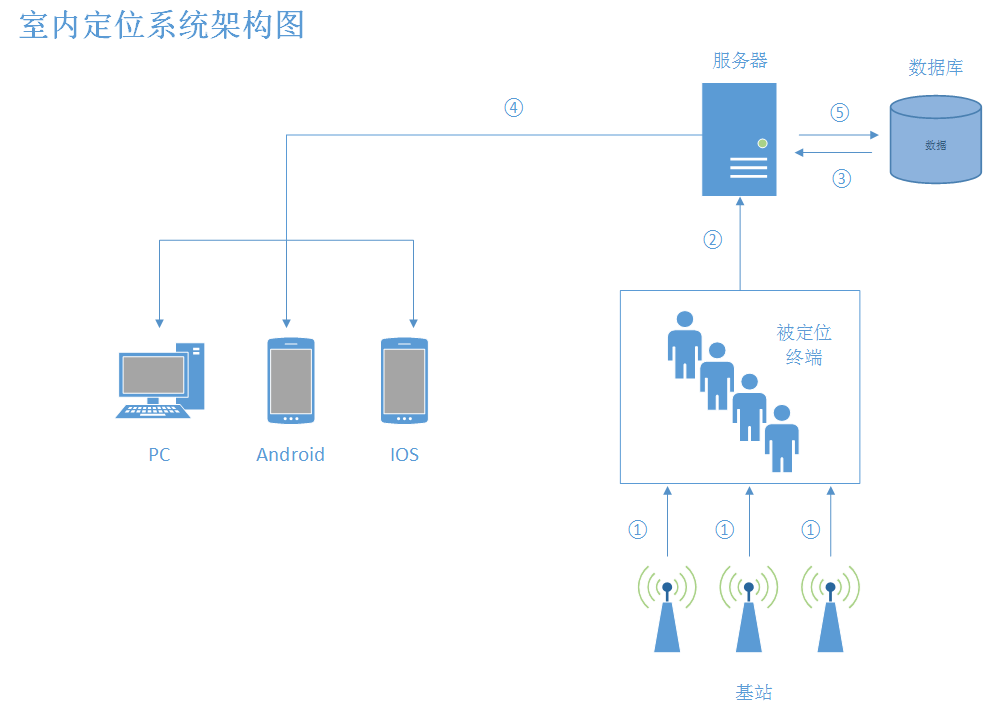 室内定位系统架构图
服务器
数据库
④
⑤
数据
③
②
被定位
终端
PC
Android
IOS
①
①
①
基站